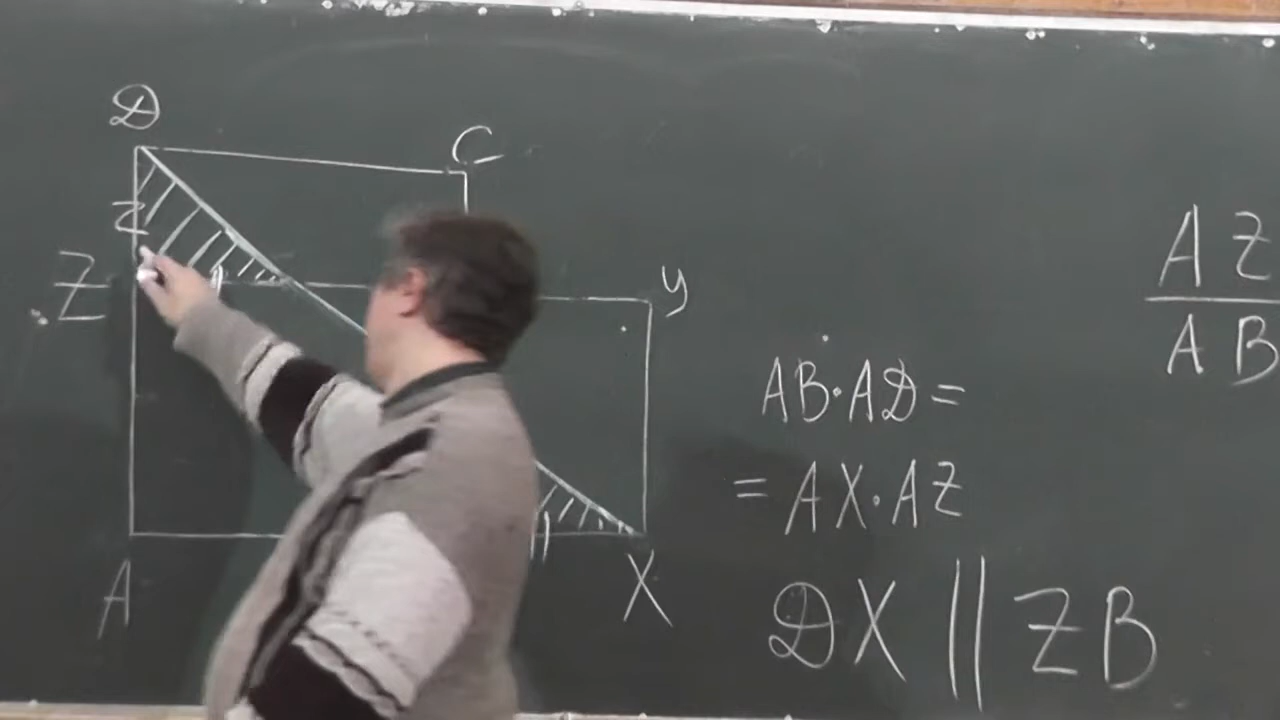 D
C
Z
Z
y
A
X
AB·AD =
= AX·AZ
DX || ZB
AZ
AB